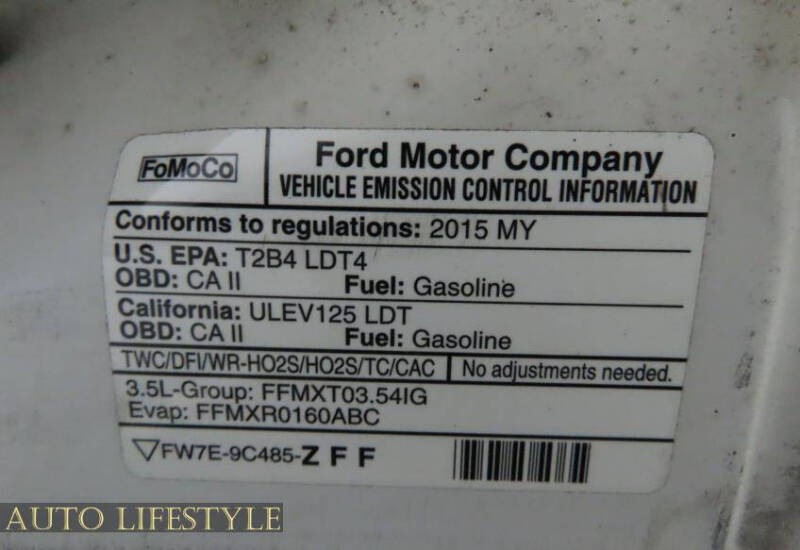 FoMoCo
Ford Motor Company
VEHICLE EMISSION CONTROL INFORMATION
Conforms to regulations: 2015 MY
U.S. EPA: T2B4 LDT4
OBD: CA II Fuel: Gasoline
California: ULEV125 LDT
OBD: CA II Fuel: Gasoline
TWC/DFI/WR-HO2S/HO2S/TC/CAC No adjustments needed.
3.5L-Group: FFMXT03.54IG
Evap: FFMXR0160ABC
FW7E-9C485-ZFF
AUTO LIFESTYLE